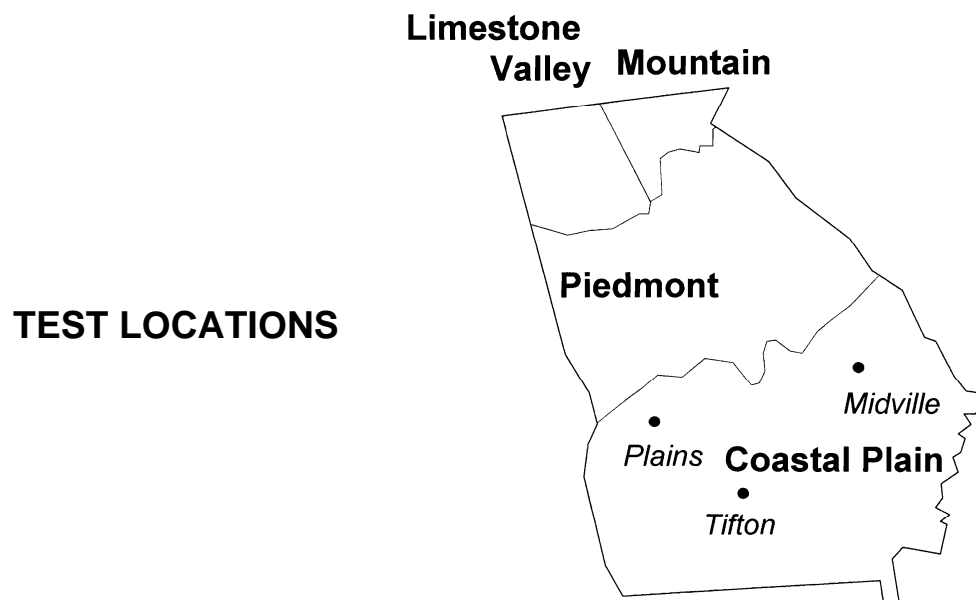 Limestone
Valley
Mountain
Piedmont
TEST LOCATIONS
Midville
Plains
Coastal Plain
Tifton